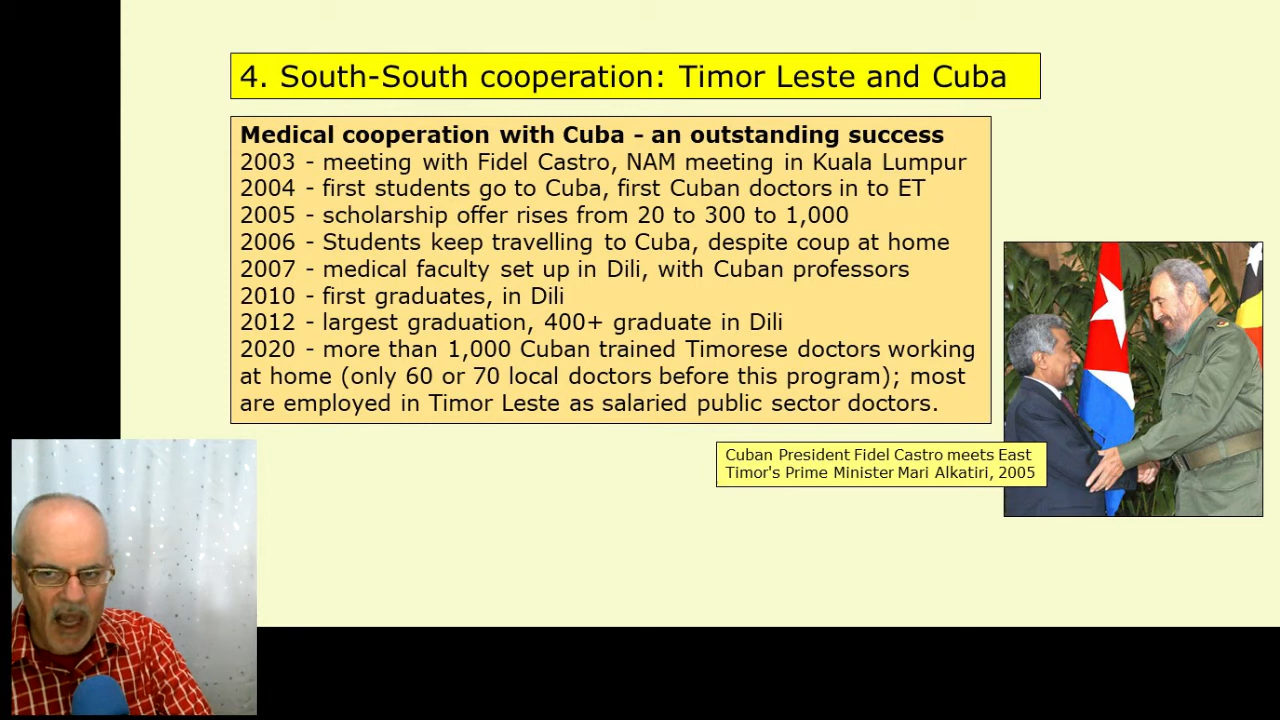 4. South-South cooperation: Timor Leste and Cuba
Medical cooperation with Cuba - an outstanding success
2003 - meeting with Fidel Castro, NAM meeting in Kuala Lumpur
2004 - first students go to Cuba, first Cuban doctors in to ET
2005 - scholarship offer rises from 20 to 300 to 1,000
2006 - Students keep travelling to Cuba, despite coup at home
2007 - medical faculty set up in Dili, with Cuban professors
2010 - first graduates, in Dili
2012 - largest graduation, 400+ graduate in Dili
2020 - more than 1,000 Cuban trained Timorese doctors working
at home (only 60 or 70 local doctors before this program); most
are employed in Timor Leste as salaried public sector doctors.
Cuban President Fidel Castro meets East
Timor's Prime Minister Mari Alkatiri, 2005